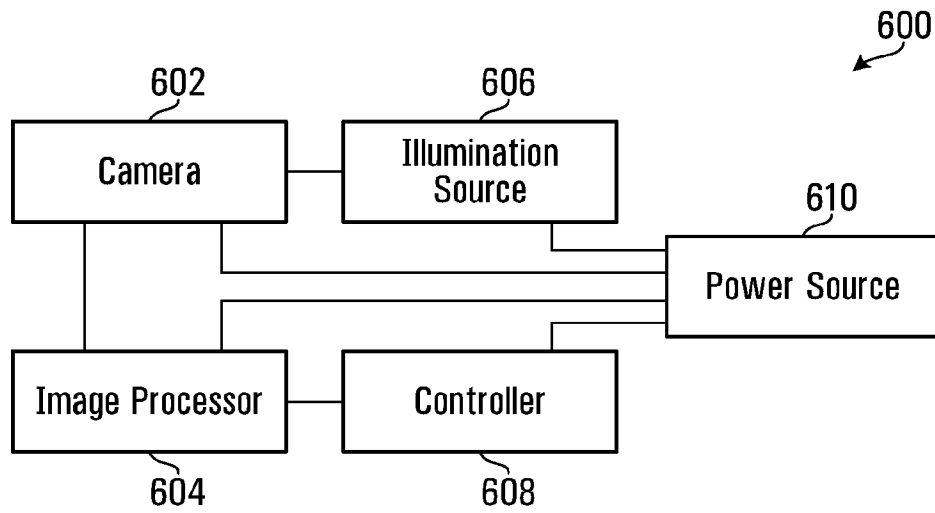 600
602
606
Camera
Illumination
Source
610
Power Source
Image Processor
Controller
604
608